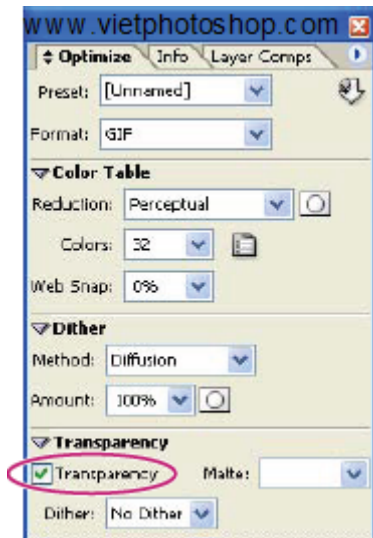 www.vietphotoshop.com
Optimize Info Layer Comps
Preset: [Unnamed]
Format: GIF
Color Table
Reduction: Perceptual
Colors: 32
Web Snap: 0%
Dither
Method: Diffusion
Amount: 100%
Transparency
Transparency Matte:
Dither: No Dither